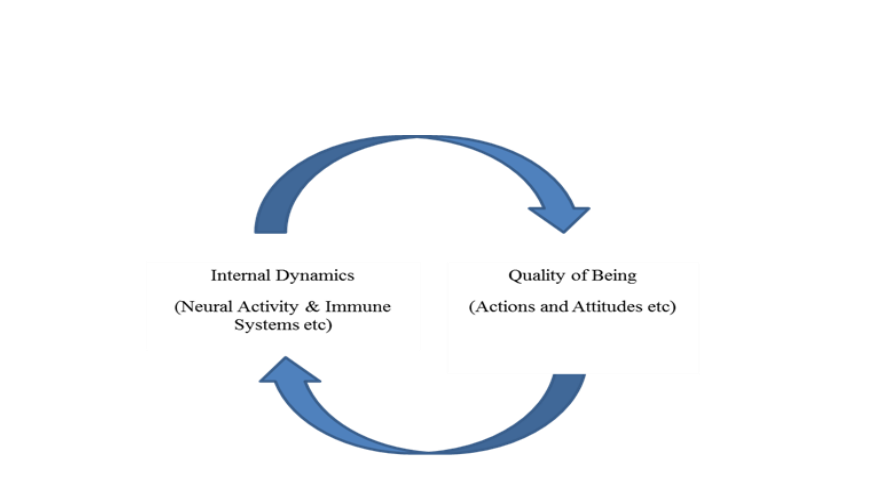 Internal Dynamics
(Neural Activity & Immune
Systems etc)
Quality of Being
(Actions and Attitudes etc)